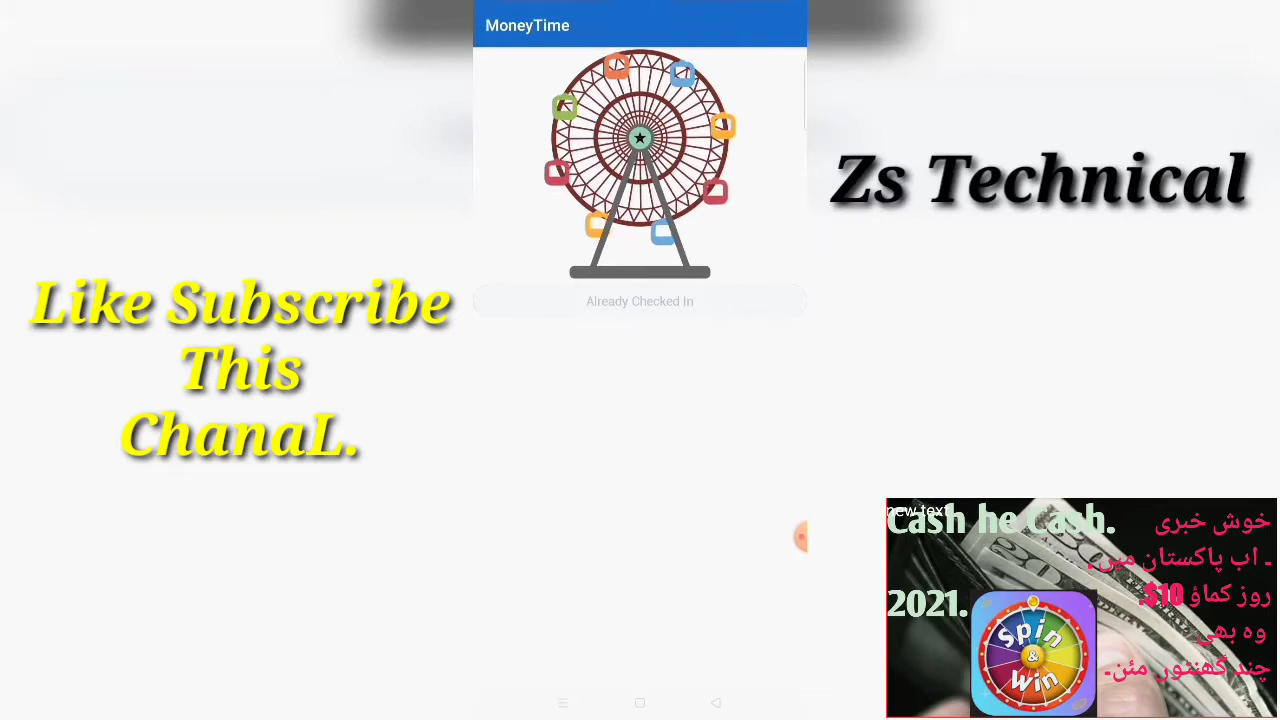 MoneyTime
Already Checked In
Zs Technical
Like Subscribe
This
ChanaL.
new text
Cash he Cash.
2021.
خوش خبری
۔ اب پاکستان میں۔
روز کماؤ 10$۔
وہ بھی
چند گھنٹوں مئں۔
Spin
&
Win